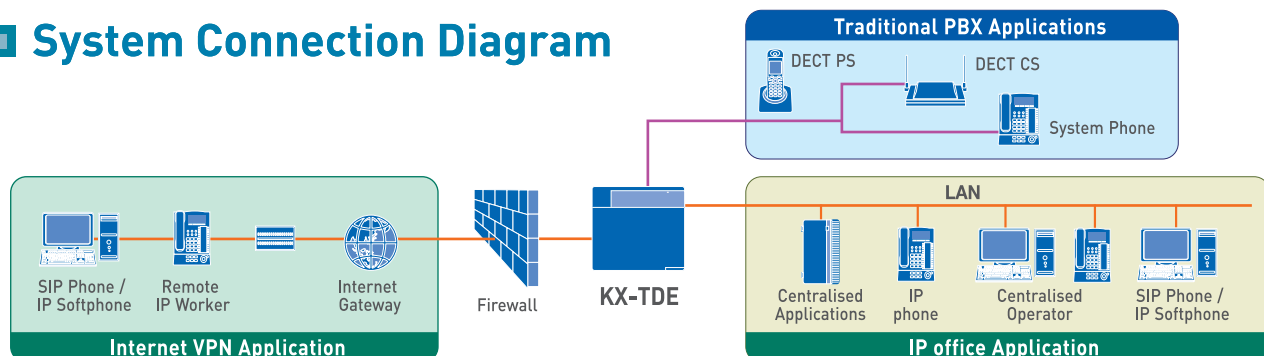 System Connection Diagram
Traditional PBX Applications
DECT PS
DECT CS
System Phone
SIP Phone /
IP Softphone
Remote
IP Worker
Internet
Gateway
Internet VPN Application
Firewall
KX-TDE
LAN
Centralised
Applications
IP
phone
Centralised
Operator
SIP Phone /
IP Softphone
IP office Application